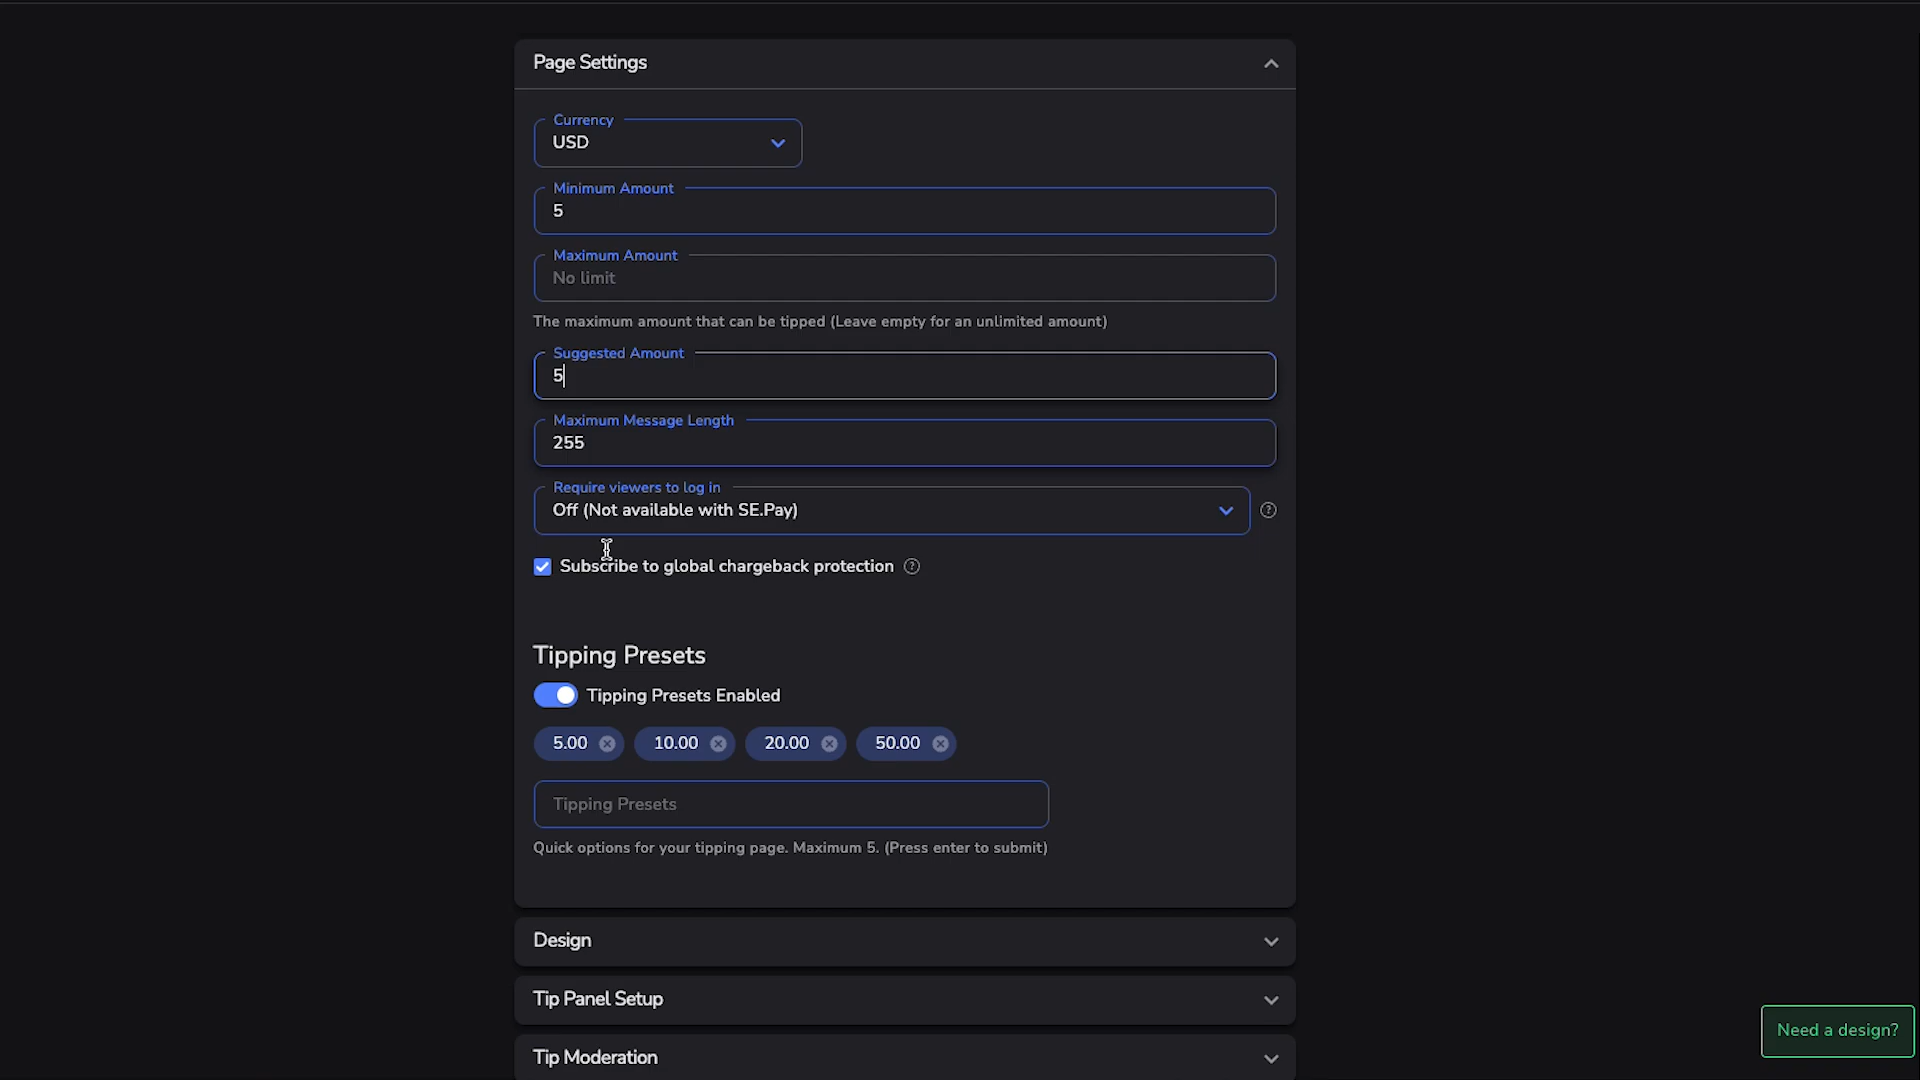 Page Settings
Currency
USD
Minimum Amount
5
Maximum Amount
No limit
The maximum amount that can be tipped (Leave empty for an unlimited amount)
Suggested Amount
5
Maximum Message Length
255
Require viewers to log in
Off (Not available with SE.Pay)
Subscribe to global chargeback protection
Tipping Presets
Tipping Presets Enabled
5.00 10.00 20.00 50.00
Tipping Presets
Quick options for your tipping page. Maximum 5. (Press enter to submit)
Design
Tip Panel Setup
Need a design?
Tip Moderation